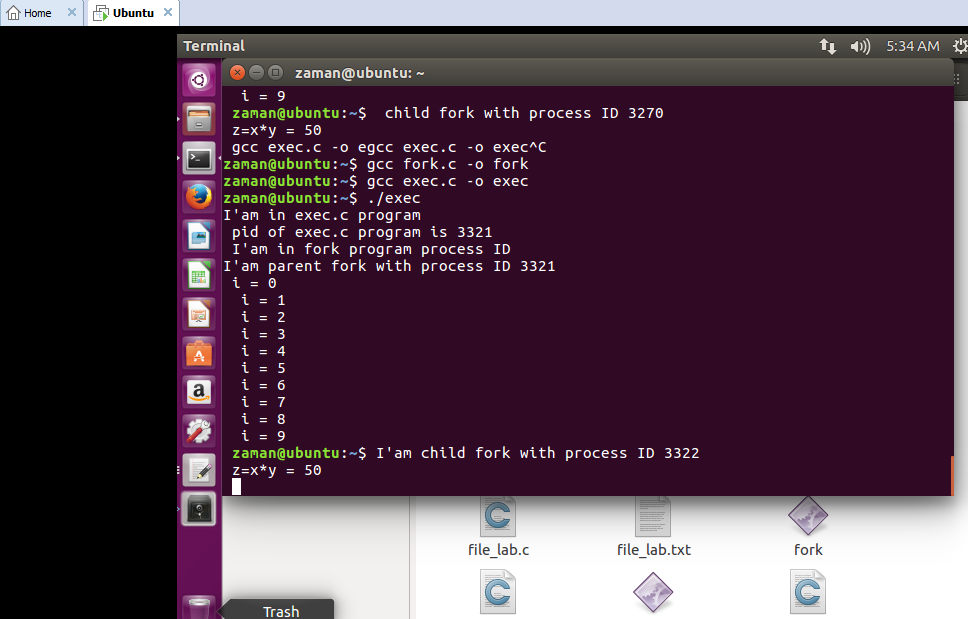 Home
Ubuntu
Terminal
5:34 AM
zaman@ubuntu: ~
i = 9
zaman@ubuntu:~$  child fork with process ID 3270
z=x*y = 50
gcc exec.c -o egcc exec.c -o exec^C
zaman@ubuntu:~$ gcc fork.c -o fork
zaman@ubuntu:~$ gcc exec.c -o exec
zaman@ubuntu:~$ ./exec
I'am in exec.c program
pid of exec.c program is 3321
I'am in fork program process ID
I'am parent fork with process ID 3321
i = 0
i = 1
i = 2
i = 3
i = 4
i = 5
i = 6
i = 7
i = 8
i = 9
zaman@ubuntu:~$ I'am child fork with process ID 3322
z=x*y = 50
file_lab.c
file_lab.txt
fork
Trash